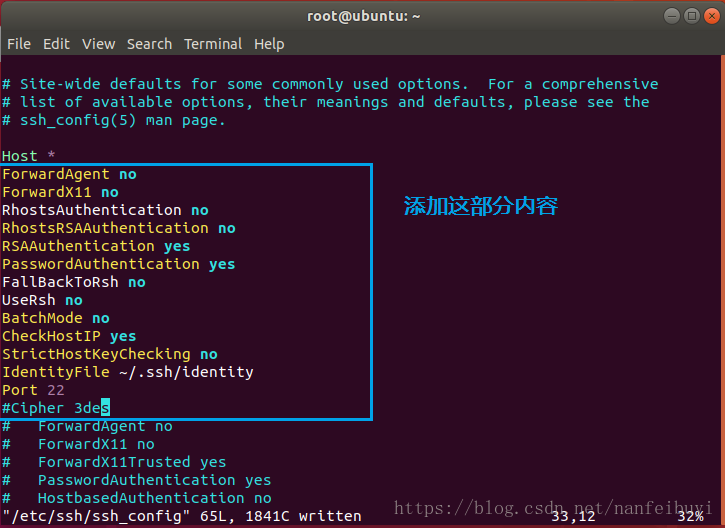 root@ubuntu: ~
File Edit View Search Terminal Help
# Site-wide defaults for some commonly used options.  For a comprehensive
# list of available options, their meanings and defaults, please see the
# ssh_config(5) man page.
Host *
ForwardAgent no
ForwardX11 no
添加这部分内容
RhostsAuthentication no
RhostsRSAAuthentication no
RSAAuthentication yes
PasswordAuthentication yes
FallBackToRsh no
UseRsh no
BatchMode no
CheckHostIP yes
StrictHostKeyChecking no
IdentityFile ~/.ssh/identity
Port 22
#Cipher 3des
#   ForwardAgent no
#   ForwardX11 no
#   ForwardX11Trusted yes
#   PasswordAuthentication yes
#   HostbasedAuthentication no
https://blog.csdn.net/nanfeibuyi
"/etc/ssh/ssh_config" 65L, 1841C written 33,12 32%